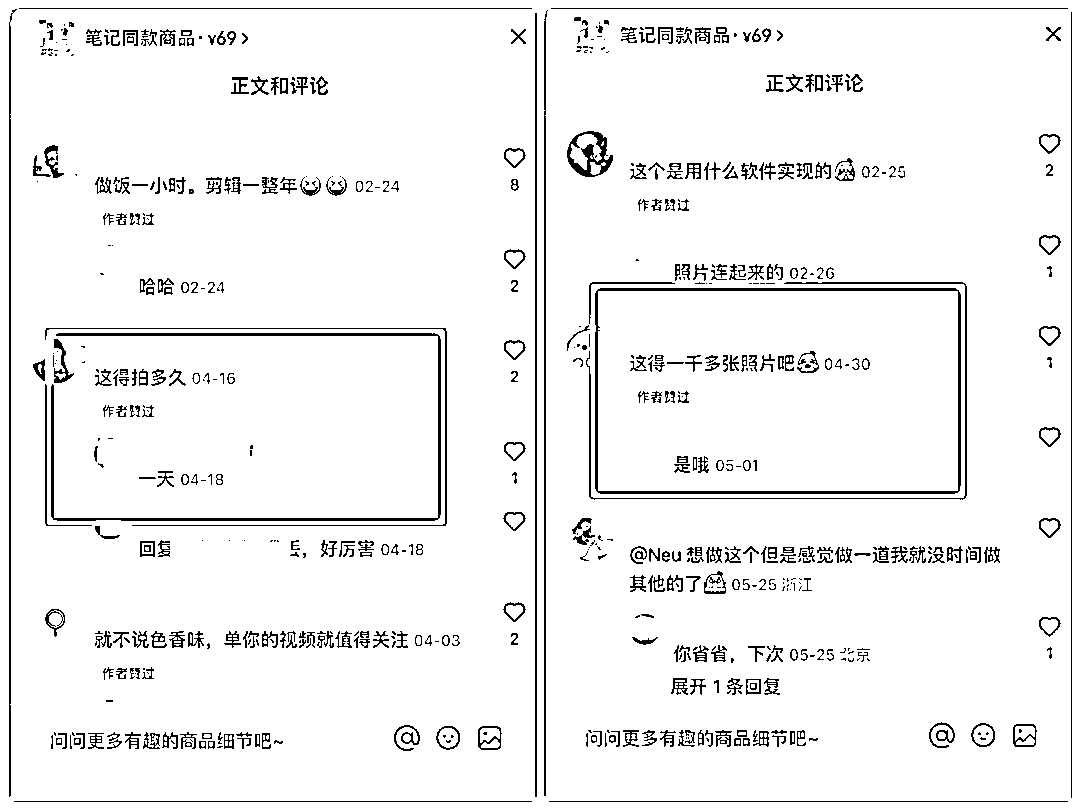 笔记同款商品·¥69>
正文和评论
做饭一小时。剪辑一整年 02-24
8
作者赞过
哈哈 02-24
2
这得拍多久 04-16
2
作者赞过
一天 04-18
1
回复
，好厉害 04-18
就不说色香味，单你的视频就值得关注 04-03
2
作者赞过
问问更多有趣的商品细节吧~
笔记同款商品·¥69>
正文和评论
这个是用什么软件实现的 02-25
2
作者赞过
照片连起来的 02-26
1
这得一千多张照片吧 04-30
1
作者赞过
是哦 05-01
@Neu 想做这个但是感觉做一道我就没时间做
其他的了 05-25 浙江
你省省，下次 05-25 北京
1
展开 1 条回复
问问更多有趣的商品细节吧~